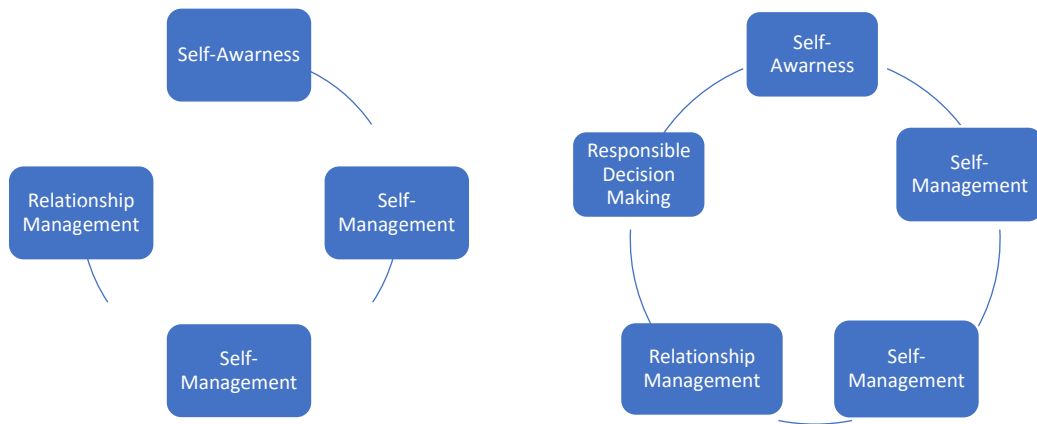 Self-Awarness
Self-
Management
Self-
Management
Relationship
Management
Self-
Awarness
Self-
Management
Self-
Management
Relationship
Management
Responsible
Decision
Making